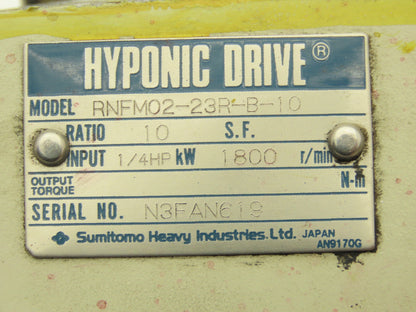 HYPONIC DRIVE ®
MODEL RNFM02-23R-B-10
RATIO 10 S.F.
INPUT 1/4HP kW 1800 r/min
OUTPUT TORQUE N-m
SERIAL NO. N3FAN619
Sumitomo Heavy Industries. Ltd. JAPAN
AN9170G